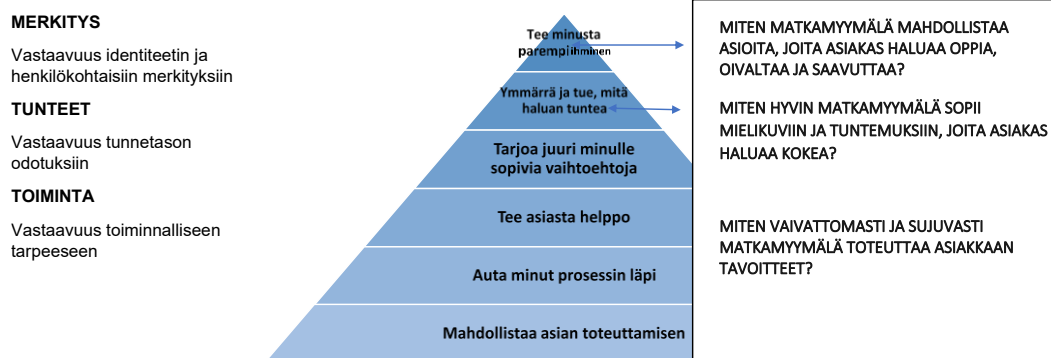 MERKITYS
Vastaavuus identiteetin ja
henkilökohtaisiin merkityksiin
TUNTEET
Vastaavuus tunnetason
odotuksiin
TOIMINTA
Vastaavuus toiminnalliseen
tarpeeseen
Tee minusta
parempi ihminen
Ymmärrä ja tue, mitä
haluan tuntea
Tarjoa juuri minulle
sopivia vaihtoehtoja
Tee asiasta helppo
Auta minut prosessin läpi
Mahdollistaa asian toteuttamisen
MITEN MATKAMYYMÄLÄ MAHDOLLISTAA
ASIOITA, JOITA ASIAKAS HALUAA OPPIA,
OIVALTAA JA SAAVUTTAA?
MITEN HYVIN MATKAMYYMÄLÄ SOPII
MIELIKUVIIN JA TUNTEMUKSIIN, JOITA ASIAKAS
HALUAA KOKEA?
MITEN VAIVATTOMASTI JA SUJUVASTI
MATKAMYYMÄLÄ TOTEUTTAA ASIAKKAAN
TAVOITTEET?